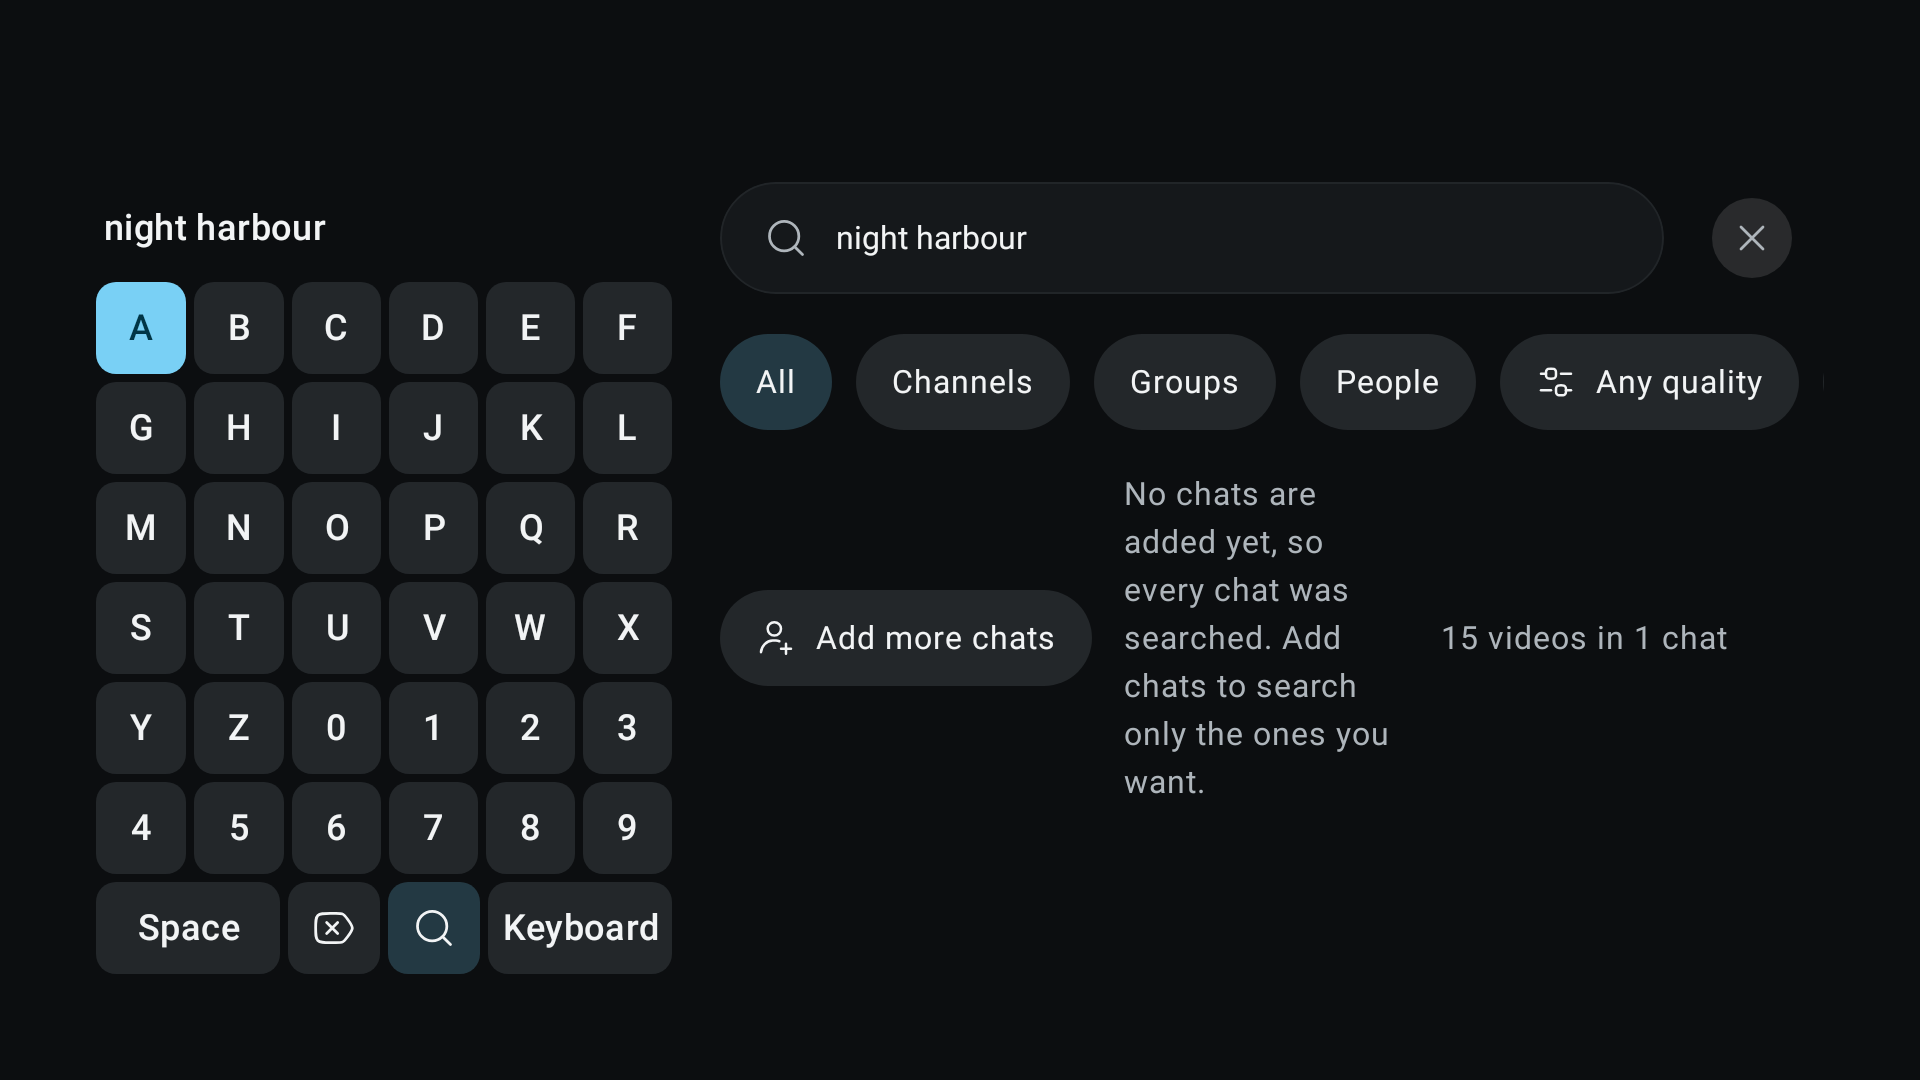 night harbour
A B C D E F
G H I J K L
M N O P Q R
S T U V W X
Y Z 0 1 2 3
4 5 6 7 8 9
Space Keyboard
night harbour
All Channels Groups People Any quality
Add more chats
No chats are
added yet, so
every chat was
searched. Add
chats to search
only the ones you
want.
15 videos in 1 chat